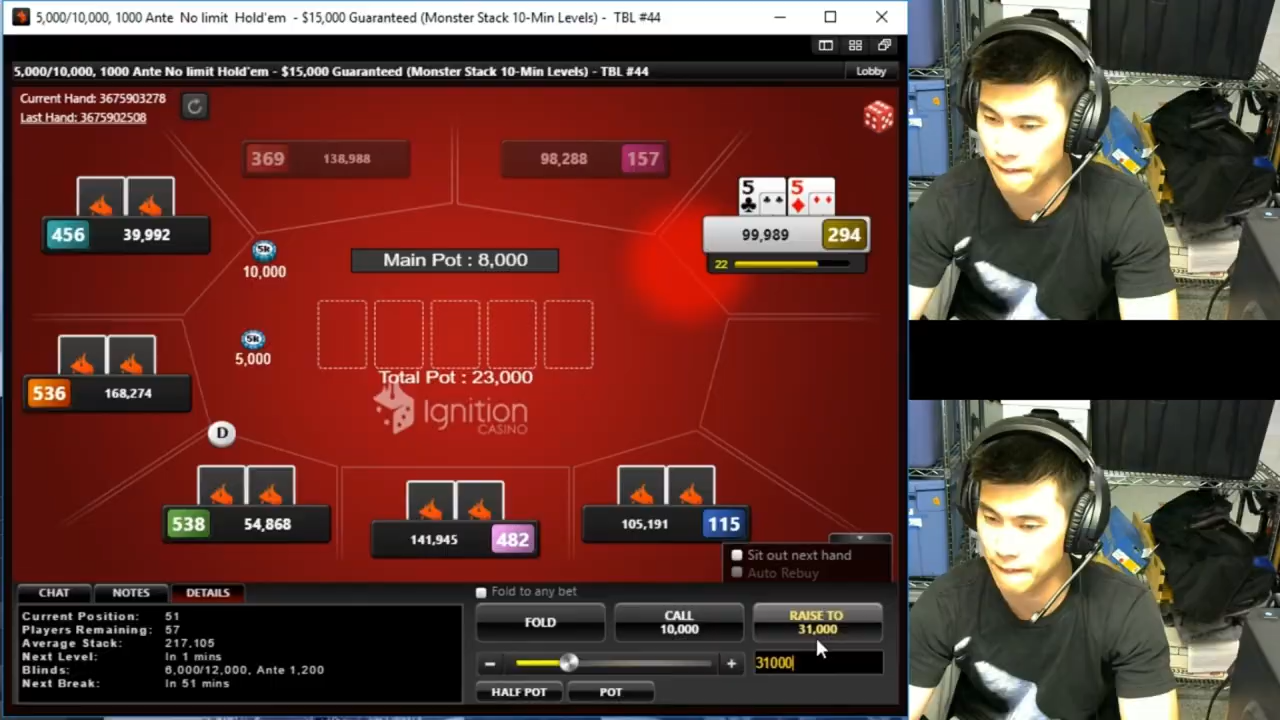 5,000/10,000, 1000 Ante No limit Hold'em - $15,000 Guaranteed (Monster Stack 10-Min Levels) - TBL #44
5,000/10,000, 1000 Ante No limit Hold'em - $15,000 Guaranteed (Monster Stack 10-Min Levels) - TBL #44
Lobby
Current Hand: 3675903278
Last Hand: 3675902508
369 138,988
98,288 157
5 5
456 39,992
99,989 294
22
5K
10,000
Main Pot : 8,000
5K
5,000
Total Pot : 23,000
536 168,274
Ignition
CASINO
D
538 54,868
141,945 482
105,191 115
Sit out next hand
Auto Rebuy
CHAT NOTES DETAILS
Fold to any bet
Current Position: 51
Players Remaining: 57
Average Stack: 217,105
Next Level: In 1 mins
Blinds: 6,000/12,000, Ante 1,200
Next Break: In 51 mins
FOLD
CALL
10,000
RAISE TO
31,000
31000
HALF POT
POT